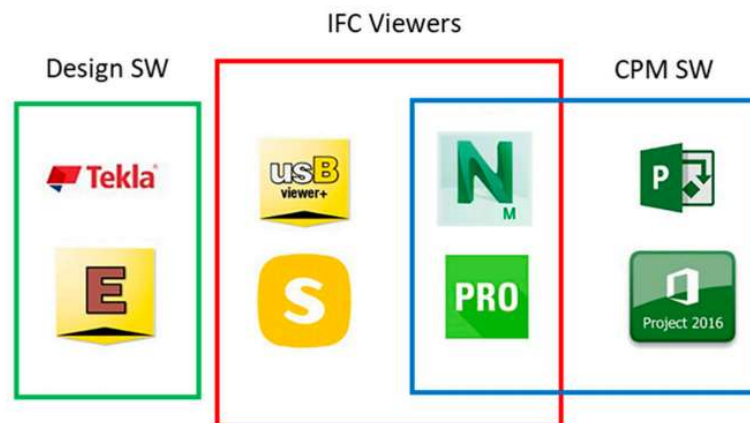 IFC Viewers
Design SW
CPM SW
Tekla
usB
viewer+
N
M
P
E
S
PRO
Project 2016